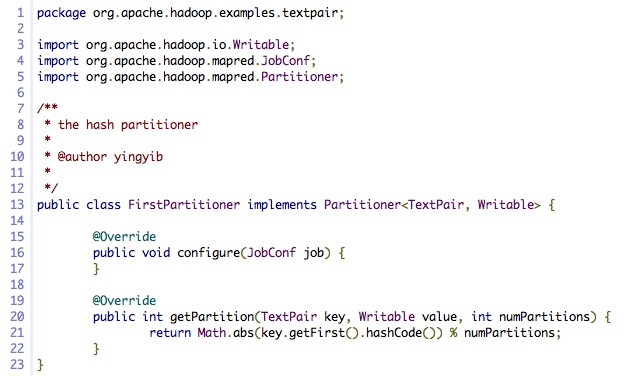 1 package org.apache.hadoop.examples.textpair;
2
3 import org.apache.hadoop.io.Writable;
4 import org.apache.hadoop.mapred.JobConf;
5 import org.apache.hadoop.mapred.Partitioner;
6
7 /**
8  * the hash partitioner
9  *
10  * @author yingyib
11  *
12  */
13 public class FirstPartitioner implements Partitioner<TextPair, Writable> {
14
15         @Override
16         public void configure(JobConf job) {
17         }
18
19         @Override
20         public int getPartition(TextPair key, Writable value, int numPartitions) {
21                 return Math.abs(key.getFirst().hashCode()) % numPartitions;
22         }
23 }